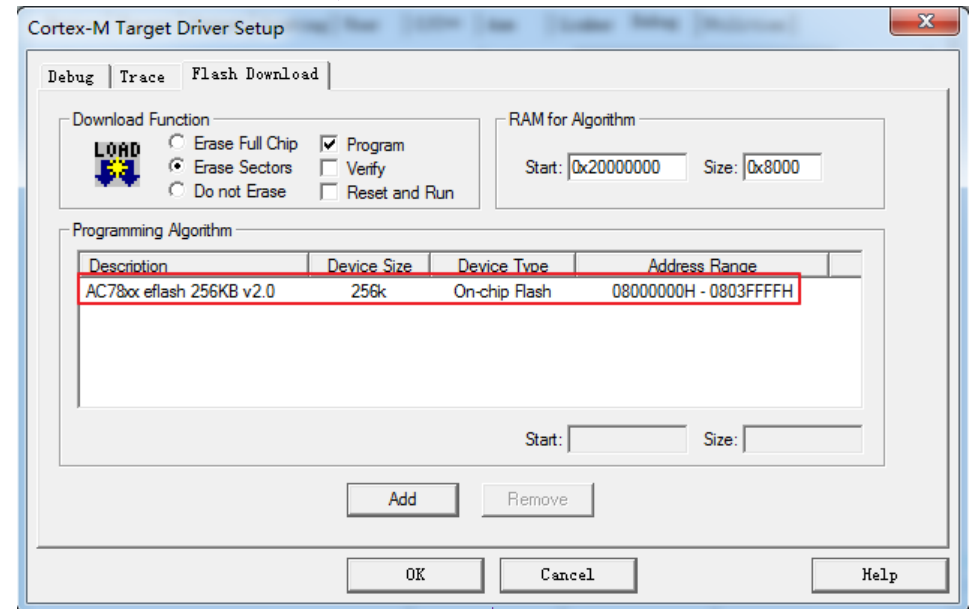 Cortex-M Target Driver Setup
Debug Trace Flash Download
Download Function
LOAD
Erase Full Chip
Erase Sectors
Do not Erase
Program
Verify
Reset and Run
RAM for Algorithm
Start: 0x20000000 Size: 0x8000
Programming Algorithm
Description Device Size Device Type Address Range
AC78xx eflash 256KB v2.0 256k On-chip Flash 08000000H - 0803FFFFH
Start: Size:
Add Remove
OK Cancel Help